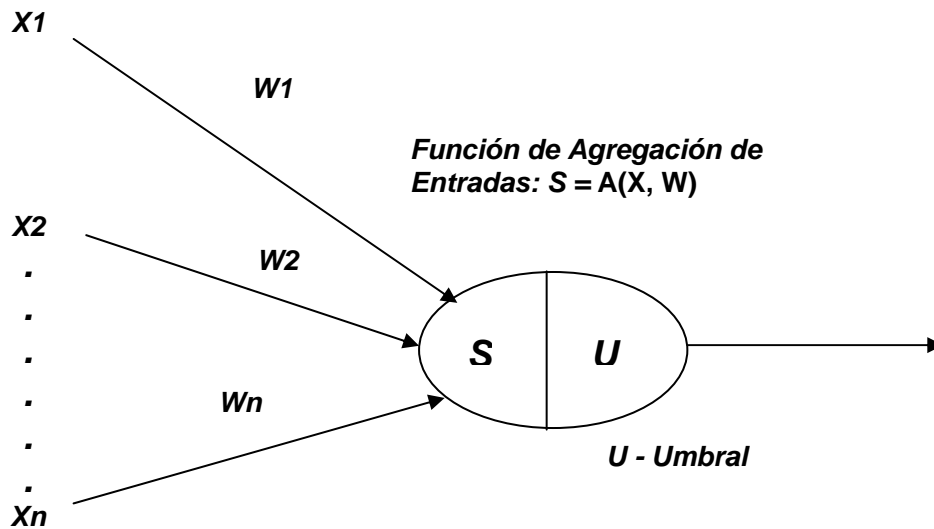 X1
W1
Función de Agregación de
Entradas: S = A(X, W)
X2
W2
.
.
.
.
.
.
S
U
Wn
U - Umbral
Xn